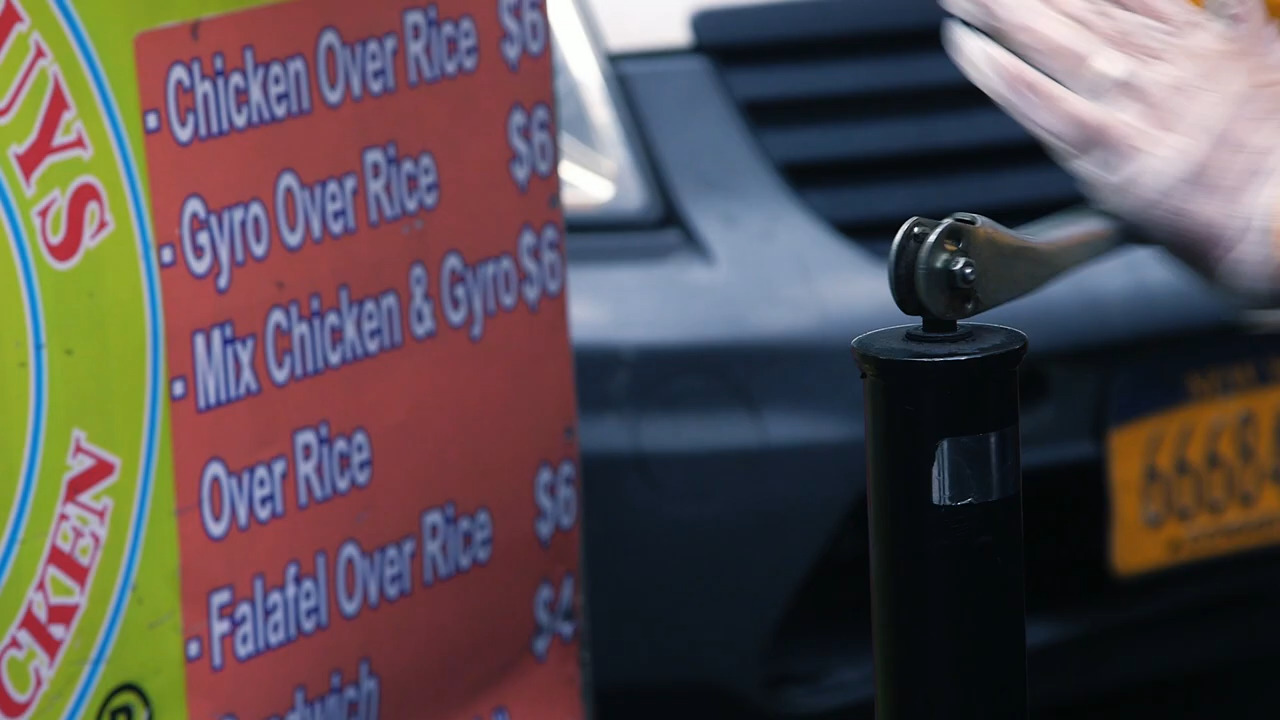 UYS
CKEN
®
- Chicken Over Rice $6
- Gyro Over Rice $6
- Mix Chicken & Gyro $6
Over Rice
- Falafel Over Rice $6
Sandwich $4